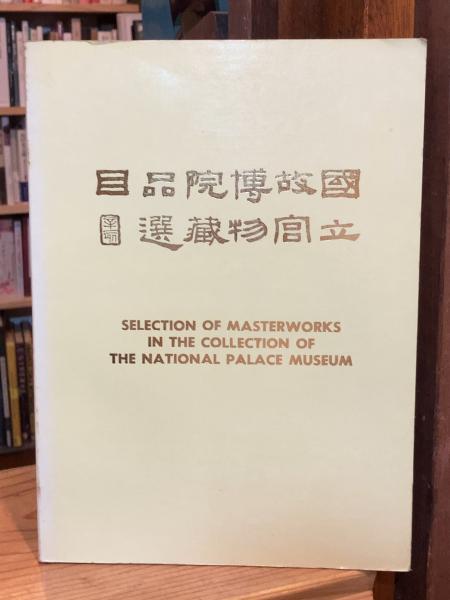 國立
故宮
博物
院藏
品選
目
SELECTION OF MASTERWORKS
IN THE COLLECTION OF
THE NATIONAL PALACE MUSEUM